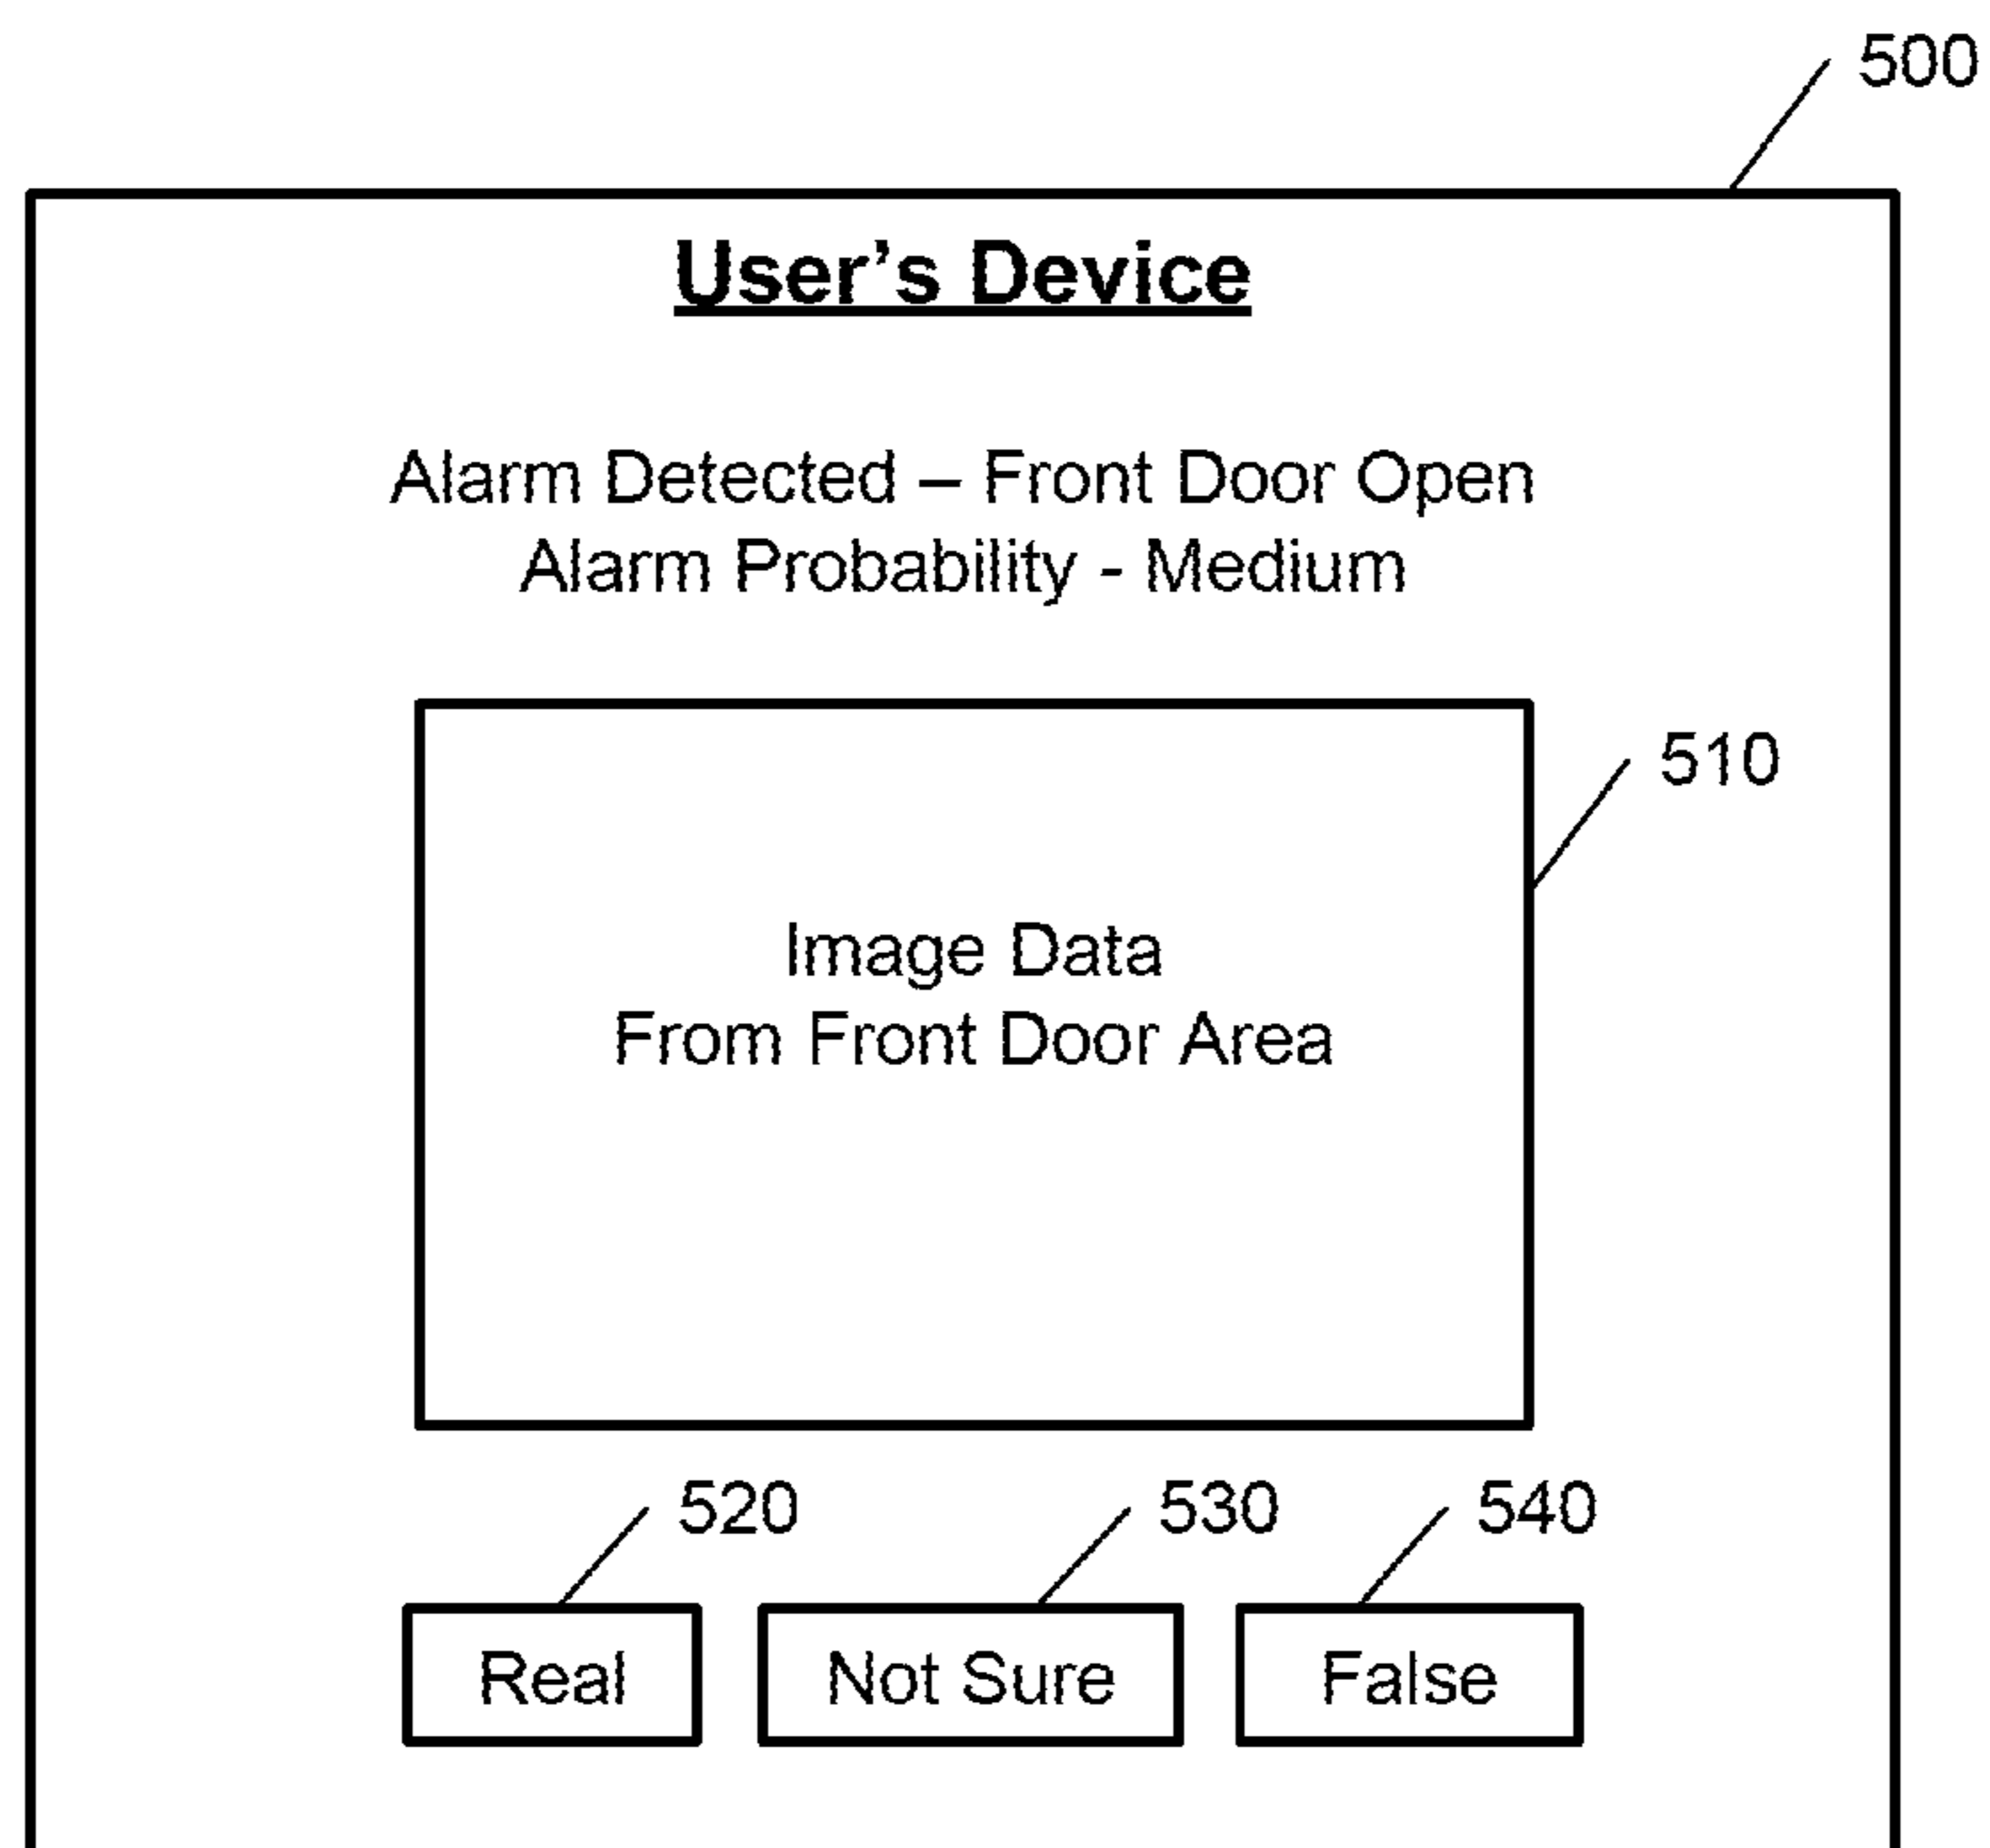 500
User's Device
Alarm Detected – Front Door Open
Alarm Probability - Medium
510
Image Data
From Front Door Area
520
530
540
Real
Not Sure
False